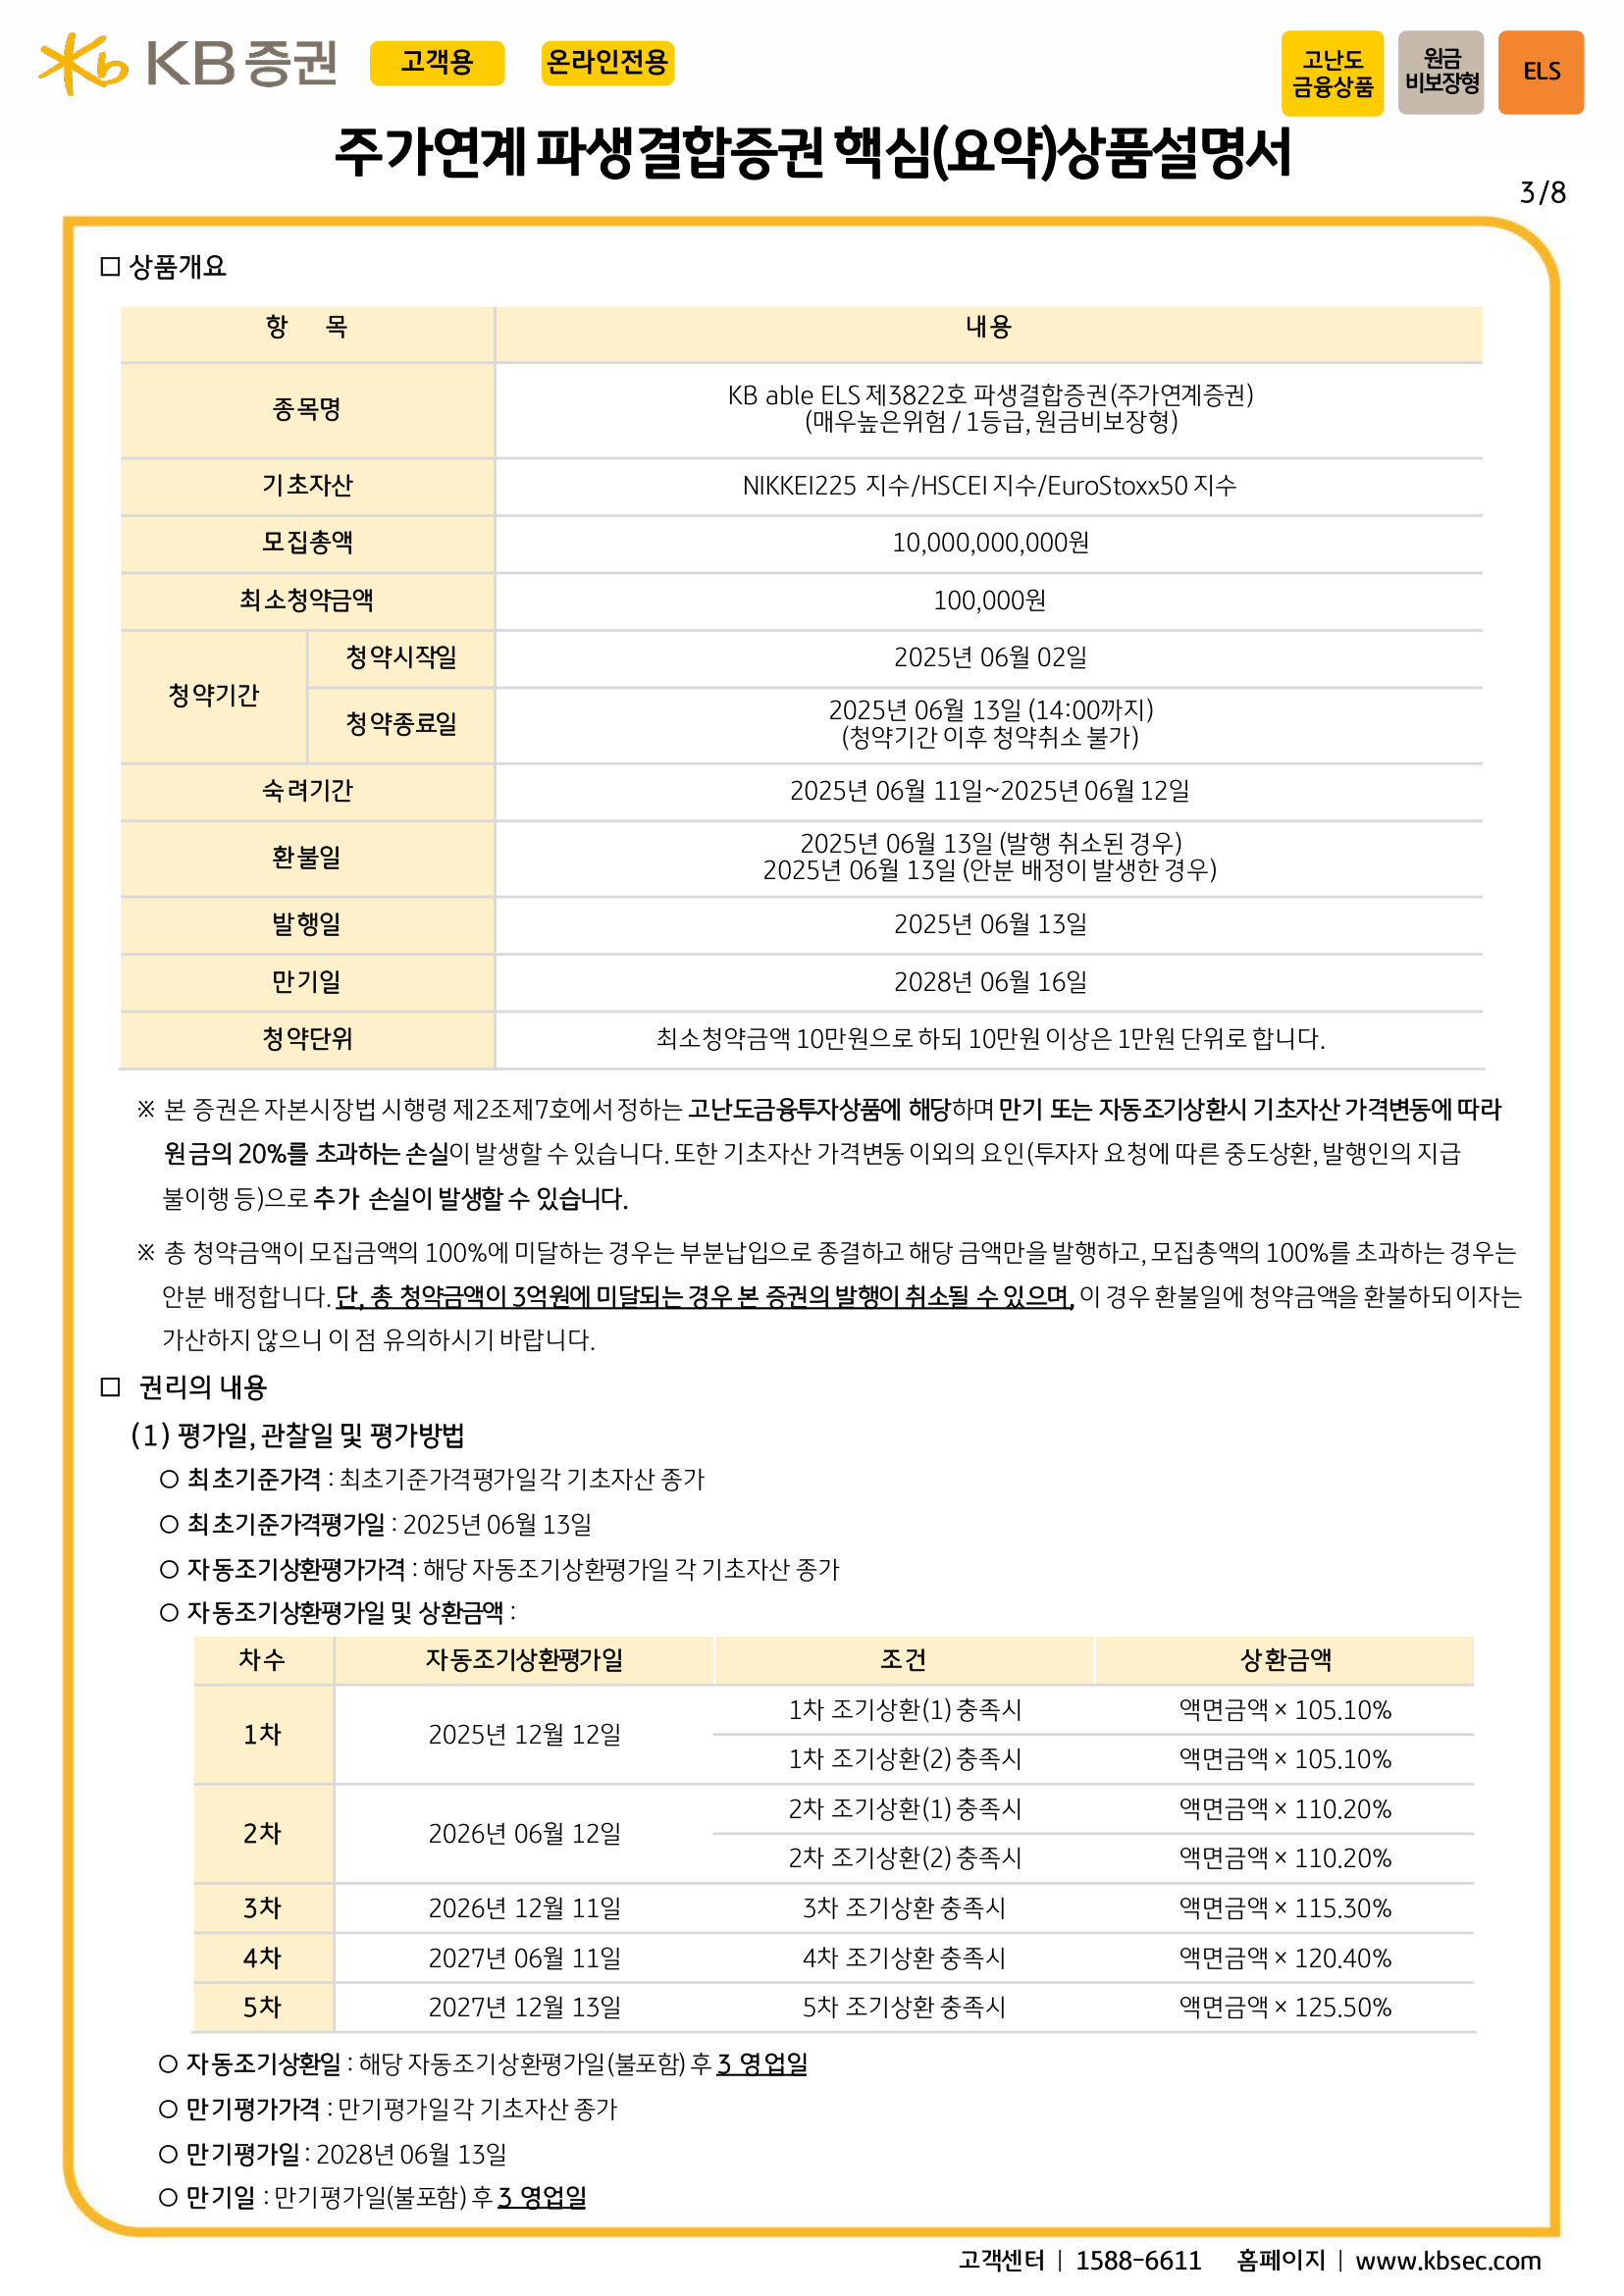 KB증권 고객용 온라인전용 고난도 금융상품 원금 비보장형 ELS
주가연계 파생결합증권 핵심(요약)상품설명서
3/8
□ 상품개요
항 목 내용
종목명 KB able ELS 제3822호 파생결합증권(주가연계증권)
(매우높은위험 / 1등급, 원금비보장형)
기초자산 NIKKEI225 지수/HSCEI 지수/EuroStoxx50 지수
모집총액 10,000,000,000원
최소청약금액 100,000원
청약기간 청약시작일 2025년 06월 02일
청약종료일 2025년 06월 13일 (14:00까지)
(청약기간 이후 청약취소 불가)
숙려기간 2025년 06월 11일~2025년 06월 12일
환불일 2025년 06월 13일 (발행 취소된 경우)
2025년 06월 13일 (안분 배정이 발생한 경우)
발행일 2025년 06월 13일
만기일 2028년 06월 16일
청약단위 최소청약금액 10만원으로 하되 10만원 이상은 1만원 단위로 합니다.
※ 본 증권은 자본시장법 시행령 제2조제7호에서 정하는 고난도금융투자상품에 해당하며 만기 또는 자동조기상환시 기초자산 가격변동에 따라
원금의 20%를 초과하는 손실이 발생할 수 있습니다. 또한 기초자산 가격변동 이외의 요인(투자자 요청에 따른 중도상환, 발행인의 지급
불이행 등)으로 추가 손실이 발생할 수 있습니다.
※ 총 청약금액이 모집금액의 100%에 미달하는 경우는 부분납입으로 종결하고 해당 금액만을 발행하고, 모집총액의 100%를 초과하는 경우는
안분 배정합니다. 단, 총 청약금액이 3억원에 미달되는 경우 본 증권의 발행이 취소될 수 있으며, 이 경우 환불일에 청약금액을 환불하되 이자는
가산하지 않으니 이 점 유의하시기 바랍니다.
□ 권리의 내용
(1) 평가일, 관찰일 및 평가방법
○ 최초기준가격 : 최초기준가격평가일 각 기초자산 종가
○ 최초기준가격평가일 : 2025년 06월 13일
○ 자동조기상환평가가격 : 해당 자동조기상환평가일 각 기초자산 종가
○ 자동조기상환평가일 및 상환금액 :
차수 자동조기상환평가일 조건 상환금액
1차 2025년 12월 12일 1차 조기상환(1) 충족시 액면금액 × 105.10%
1차 조기상환(2) 충족시 액면금액 × 105.10%
2차 2026년 06월 12일 2차 조기상환(1) 충족시 액면금액 × 110.20%
2차 조기상환(2) 충족시 액면금액 × 110.20%
3차 2026년 12월 11일 3차 조기상환 충족시 액면금액 × 115.30%
4차 2027년 06월 11일 4차 조기상환 충족시 액면금액 × 120.40%
5차 2027년 12월 13일 5차 조기상환 충족시 액면금액 × 125.50%
○ 자동조기상환일 : 해당 자동조기상환평가일(불포함) 후 3 영업일
○ 만기평가가격 : 만기평가일 각 기초자산 종가
○ 만기평가일 : 2028년 06월 13일
○ 만기일 : 만기평가일(불포함) 후 3 영업일
고객센터 | 1588-6611 홈페이지 | www.kbsec.com